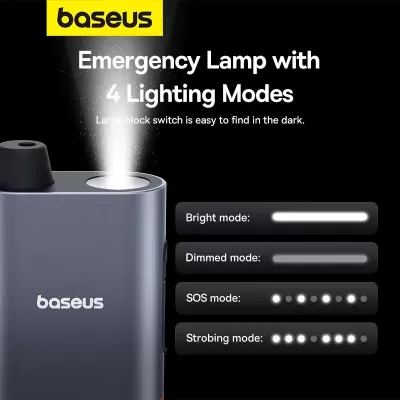 baseus
Emergency Lamp with
4 Lighting Modes
Large block switch is easy to find in the dark.
Bright mode:
Dimmed mode:
SOS mode:
Strobing mode:
baseus